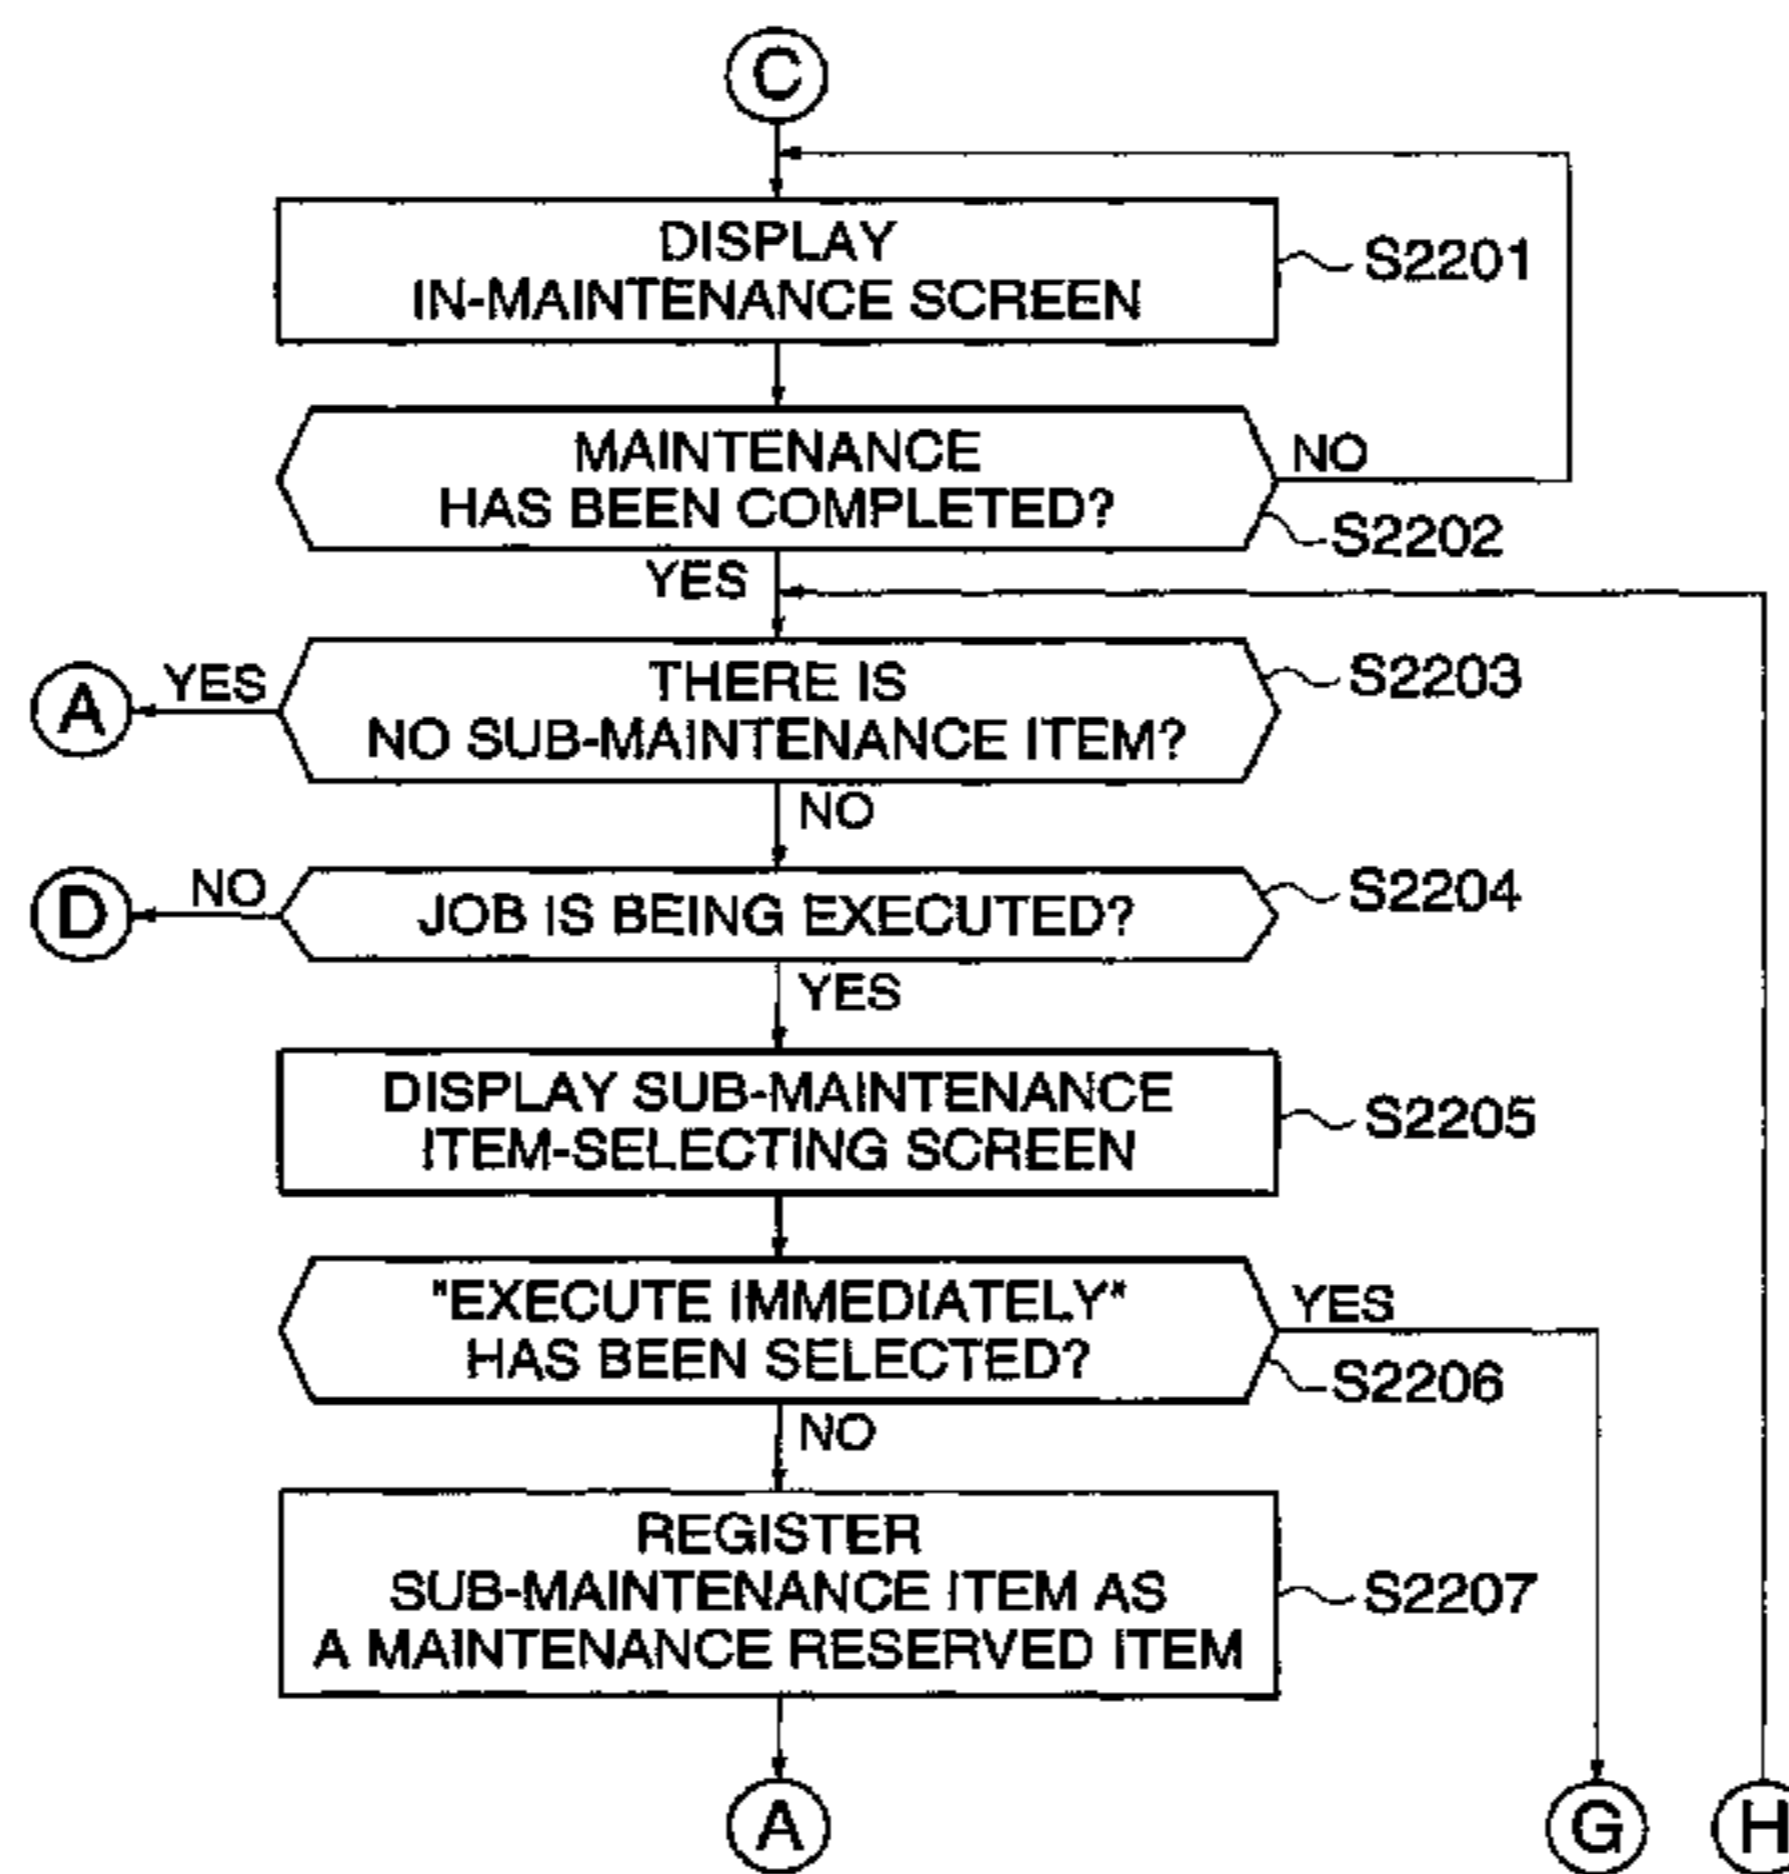 C
DISPLAY
IN-MAINTENANCE SCREEN
S2201
MAINTENANCE
HAS BEEN COMPLETED?
NO
S2202
YES
THERE IS
NO SUB-MAINTENANCE ITEM?
S2203
YES
A
NO
JOB IS BEING EXECUTED?
S2204
NO
D
YES
DISPLAY SUB-MAINTENANCE
ITEM-SELECTING SCREEN
S2205
"EXECUTE IMMEDIATELY"
HAS BEEN SELECTED?
YES
S2206
NO
REGISTER
SUB-MAINTENANCE ITEM AS
A MAINTENANCE RESERVED ITEM
S2207
A
G
H